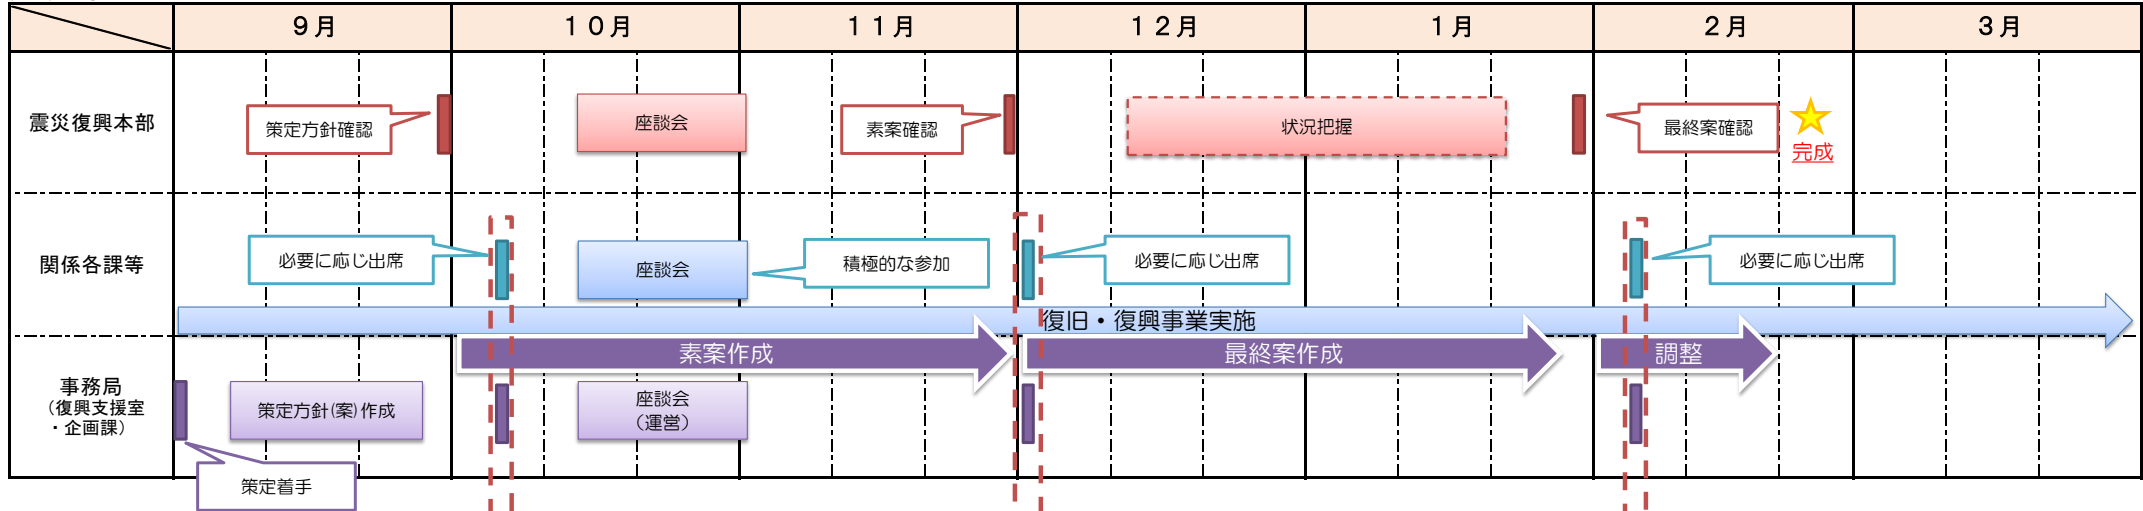 9月
10月
11月
12月
1月
2月
3月
震災復興本部
策定方針確認
座談会
素案確認
状況把握
最終案確認
完成
関係各課等
必要に応じ出席
座談会
積極的な参加
必要に応じ出席
必要に応じ出席
復旧・復興事業実施
素案作成
最終案作成
調整
事務局
（復興支援室
・企画課）
策定方針(案)作成
座談会
（運営）
策定着手